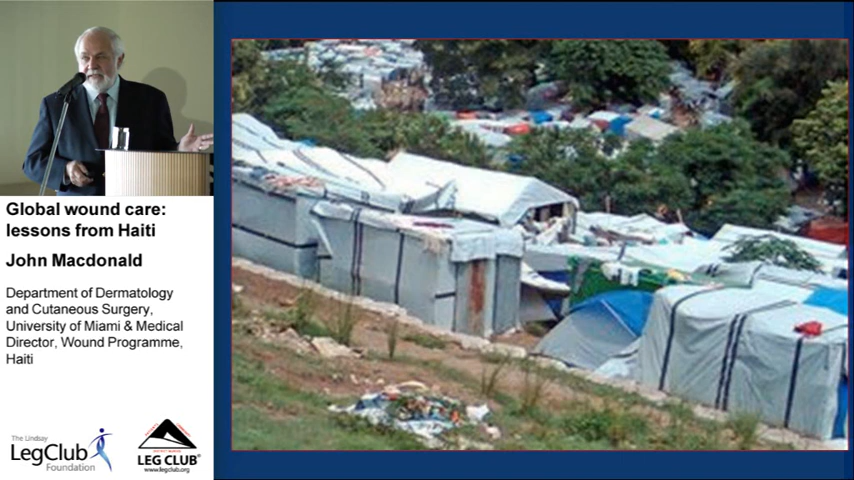 Global wound care:
lessons from Haiti
John Macdonald
Department of Dermatology
and Cutaneous Surgery,
University of Miami & Medical
Director, Wound Programme,
Haiti
The Lindsay
LegClub
Foundation
LEG CLUB®
www.legclub.org